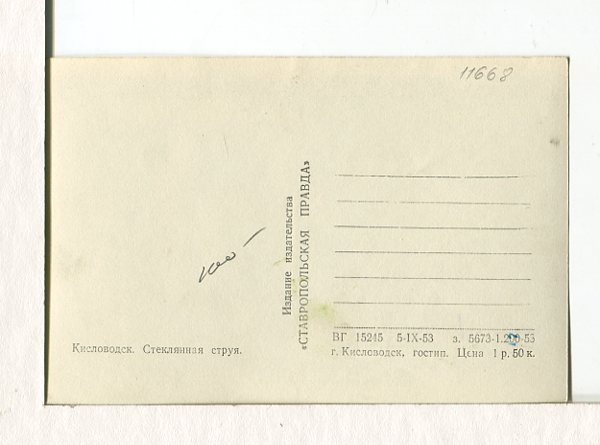 11668
Издание издательства
«СТАВРОПОЛЬСКАЯ ПРАВДА»
100 —
Кисловодск. Стеклянная струя.
ВГ 15245 5-IX-53 з. 5673-1.200-53
г. Кисловодск, гостип. Цена 1 р. 50 к.